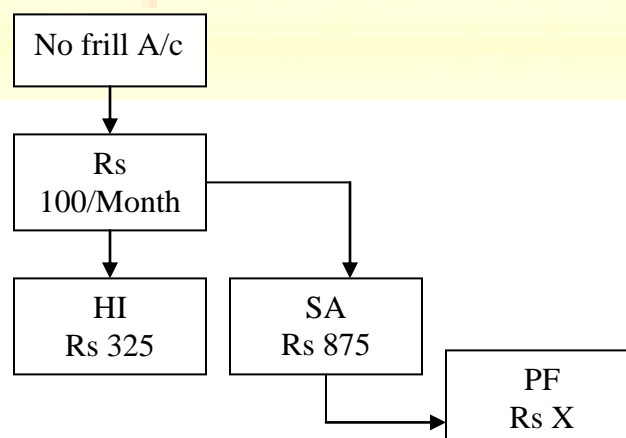 No frill A/c
Rs
100/Month
HI
Rs 325
SA
Rs 875
PF
Rs X